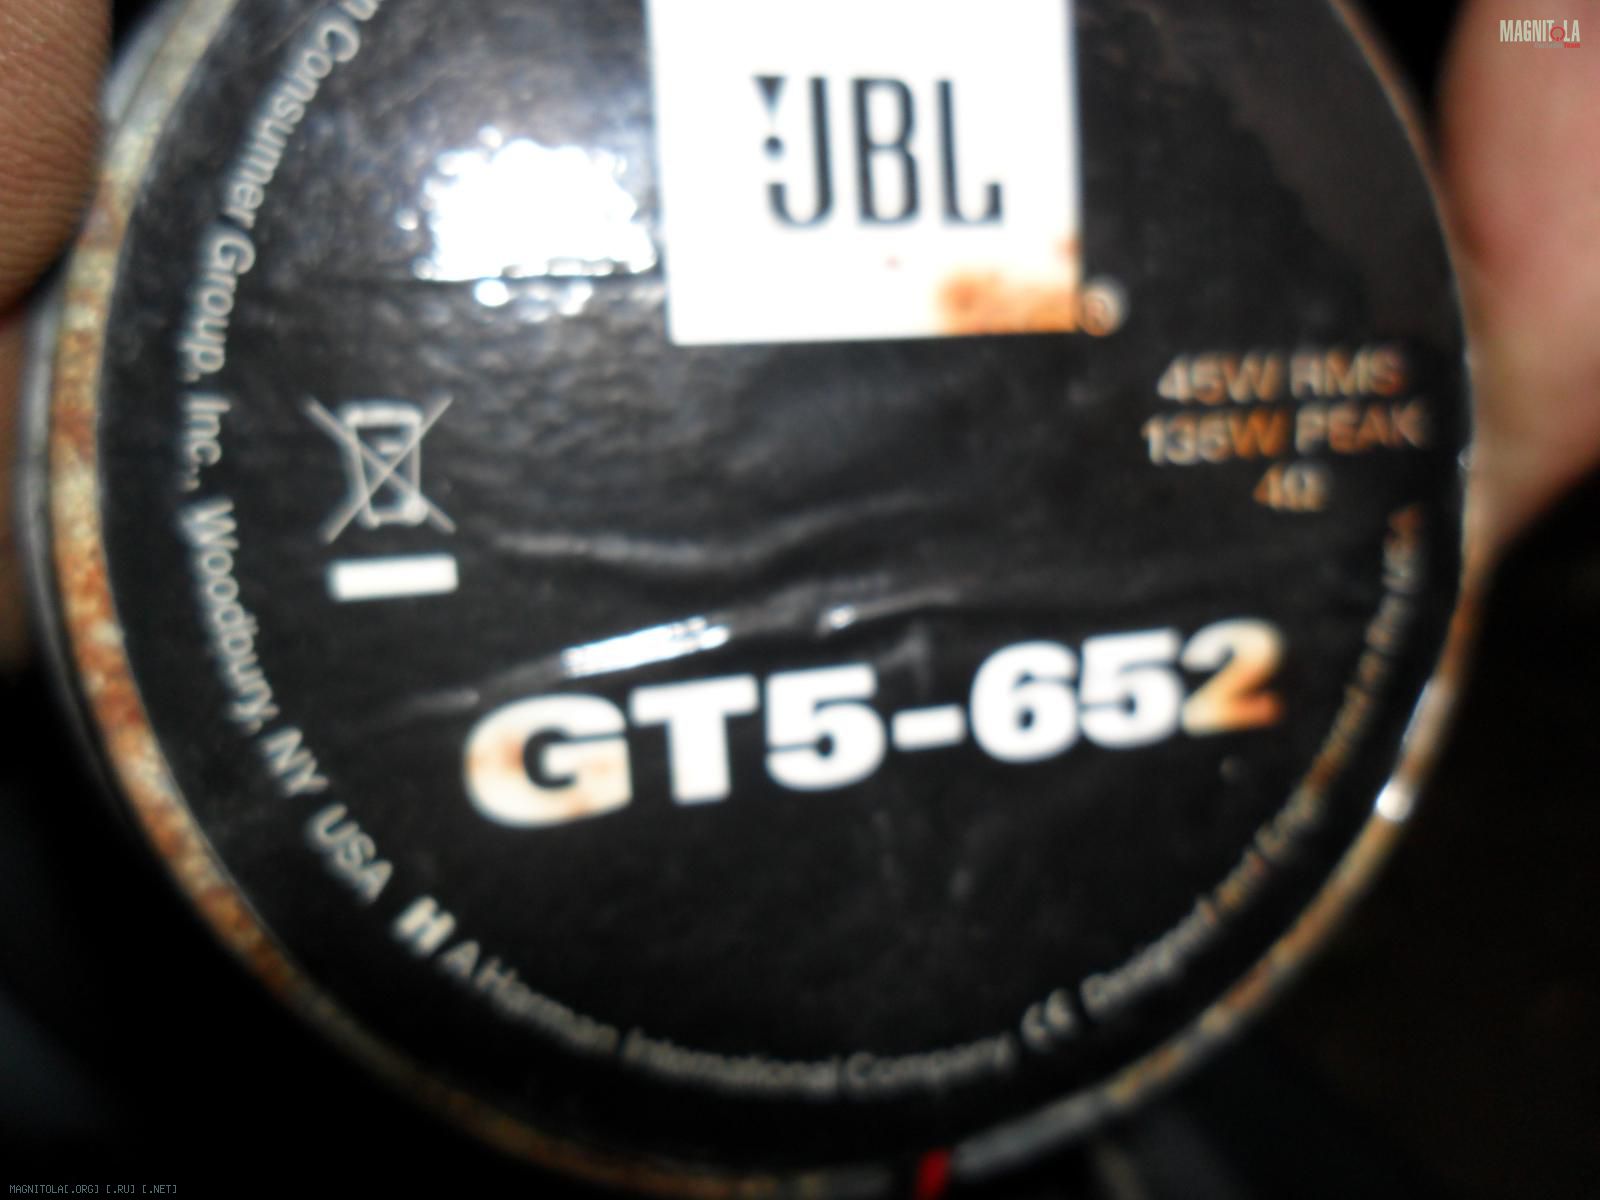 MAGNITOLA
JBL
®
45W RMS
135W PEAK
4Ω
GT5-652
Consumer Group, Inc., Woodbury, NY USA
H A Harman International Company CE Designed and Engineered in the USA
MAGNITOLA[.ORG] [.RU] [.NET]